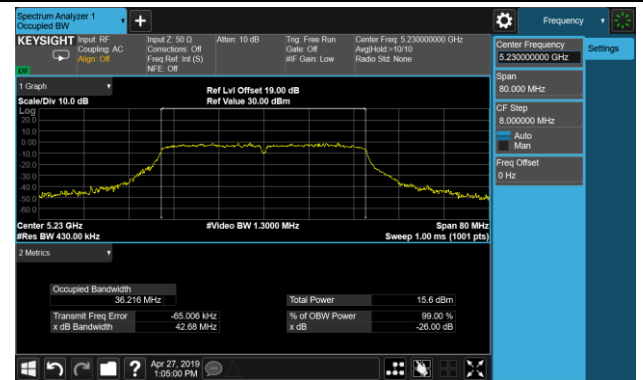 Spectrum Analyzer 1
Occupied BW
Frequency
KEYSIGHT
Input: RF
Coupling: AC
Align: Off
Input Z: 50 Ω
Corrections: Off
Freq Ref: Int (S)
NFE: Off
Atten: 10 dB
Trig: Free Run
Gate: Off
#IF Gain: Low
Center Freq: 5.230000000 GHz
Avg|Hold:>10/10
Radio Std: None
Center Frequency
5.230000000 GHz
Settings
Span
80.000 MHz
CF Step
8.000000 MHz
Auto
Man
Freq Offset
0 Hz
1 Graph
Scale/Div 10.0 dB
Ref Lvl Offset 19.00 dB
Ref Value 30.00 dBm
Log
20.0
10.0
0.00
-10.0
-20.0
-30.0
-40.0
-50.0
-60.0
Center 5.23 GHz
#Res BW 430.00 kHz
#Video BW 1.3000 MHz
Span 80 MHz
Sweep 1.00 ms (1001 pts)
2 Metrics
Occupied Bandwidth
36.216 MHz
Total Power 15.6 dBm
Transmit Freq Error -65.006 kHz
% of OBW Power 99.00 %
x dB Bandwidth 42.68 MHz
x dB -26.00 dB
?
Apr 27, 2019
1:05:00 PM